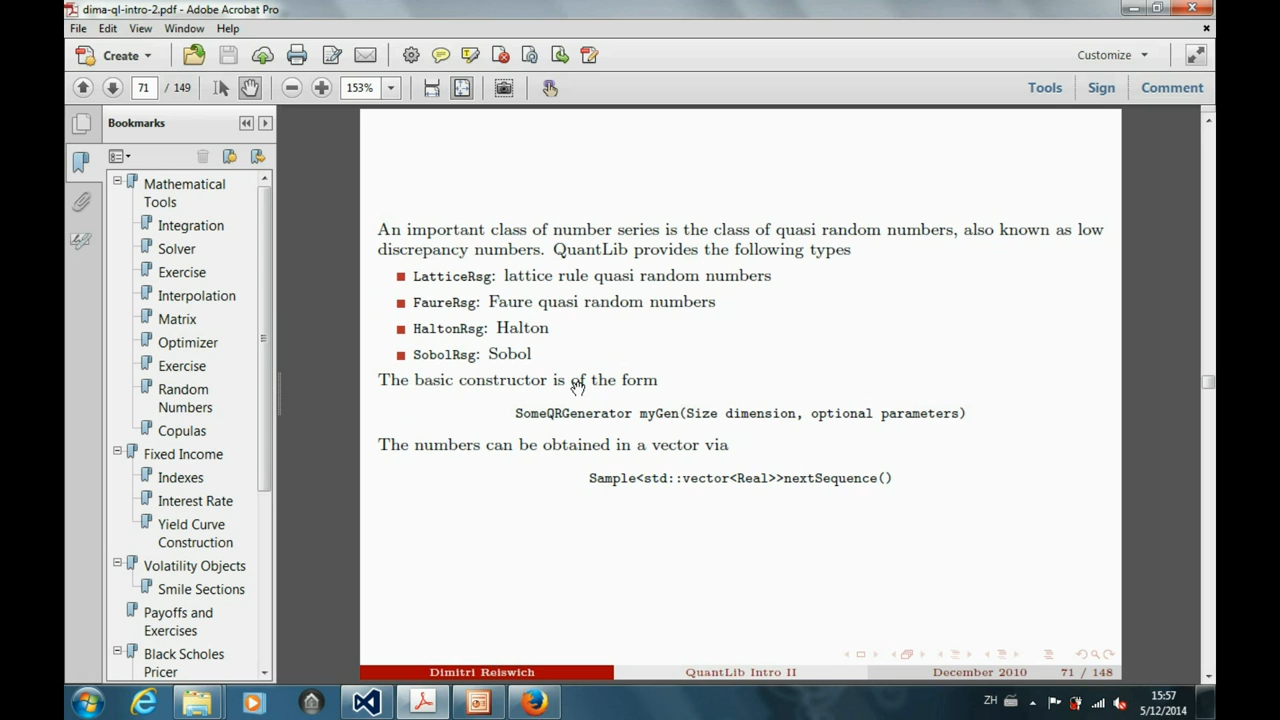 dima-ql-intro-2.pdf - Adobe Acrobat Pro
File Edit View Window Help
Create
Customize
71 / 149
153%
Tools Sign Comment
Bookmarks
Mathematical
Tools
Integration
Solver
Exercise
Interpolation
Matrix
Optimizer
Exercise
Random
Numbers
Copulas
Fixed Income
Indexes
Interest Rate
Yield Curve
Construction
Volatility Objects
Smile Sections
Payoffs and
Exercises
Black Scholes
Pricer
An important class of number series is the class of quasi random numbers, also known as low
discrepancy numbers. QuantLib provides the following types
LatticeRsg: lattice rule quasi random numbers
FaureRsg: Faure quasi random numbers
HaltonRsg: Halton
SobolRsg: Sobol
The basic constructor is of the form
SomeQRGenerator myGen(Size dimension, optional parameters)
The numbers can be obtained in a vector via
Sample<std::vector<Real>>nextSequence()
Dimitri Reiswich QuantLib Intro II December 2010 71 / 148
ZH 15:57
5/12/2014